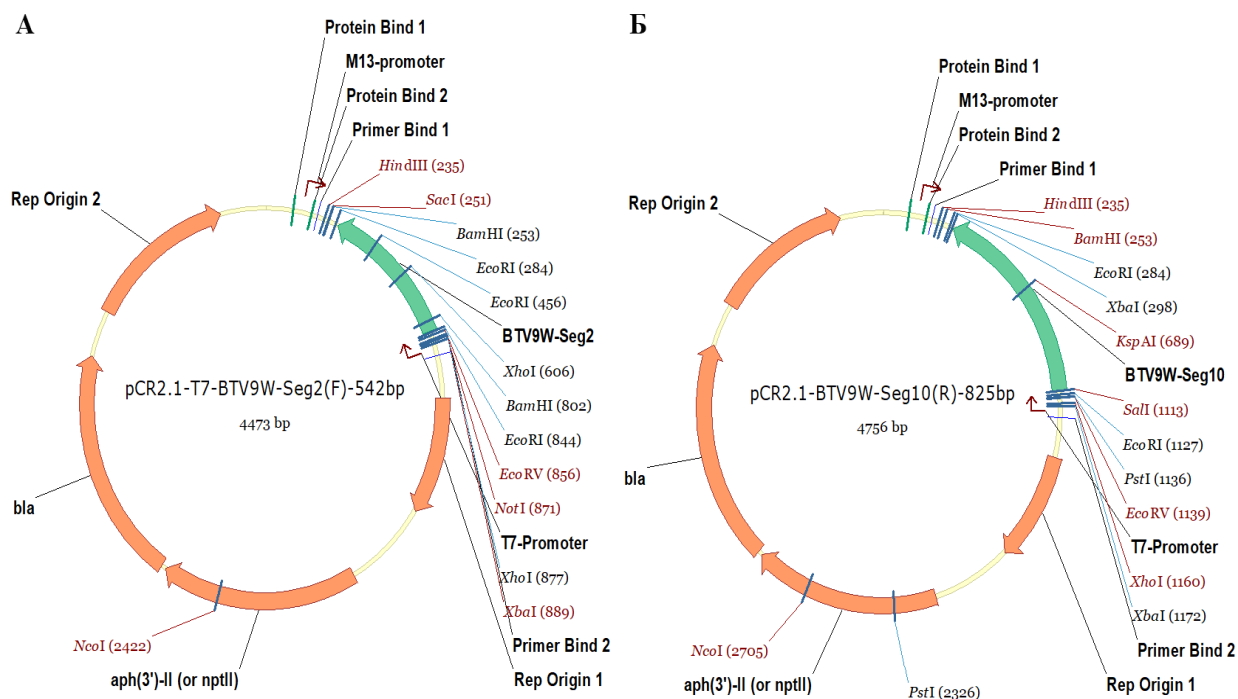 А
Protein Bind 1
M13-promoter
Protein Bind 2
Primer Bind 1
HindIII (235)
SacI (251)
BamHI (253)
EcoRI (284)
EcoRI (456)
BTV9W-Seg2
XhoI (606)
BamHI (802)
EcoRI (844)
EcoRV (856)
NotI (871)
T7-Promoter
XhoI (877)
XbaI (889)
Primer Bind 2
Rep Origin 1
aph(3')-II (or nptII)
NcoI (2422)
bla
Rep Origin 2
pCR2.1-T7-BTV9W-Seg2(F)-542bp
4473 bp
Б
Protein Bind 1
M13-promoter
Protein Bind 2
Primer Bind 1
HindIII (235)
BamHI (253)
EcoRI (284)
XbaI (298)
KspAI (689)
BTV9W-Seg10
SalI (1113)
EcoRI (1127)
PstI (1136)
EcoRV (1139)
T7-Promoter
XhoI (1160)
XbaI (1172)
Primer Bind 2
Rep Origin 1
PstI (2326)
aph(3')-II (or nptII)
NcoI (2705)
bla
Rep Origin 2
pCR2.1-BTV9W-Seg10(R)-825bp
4756 bp